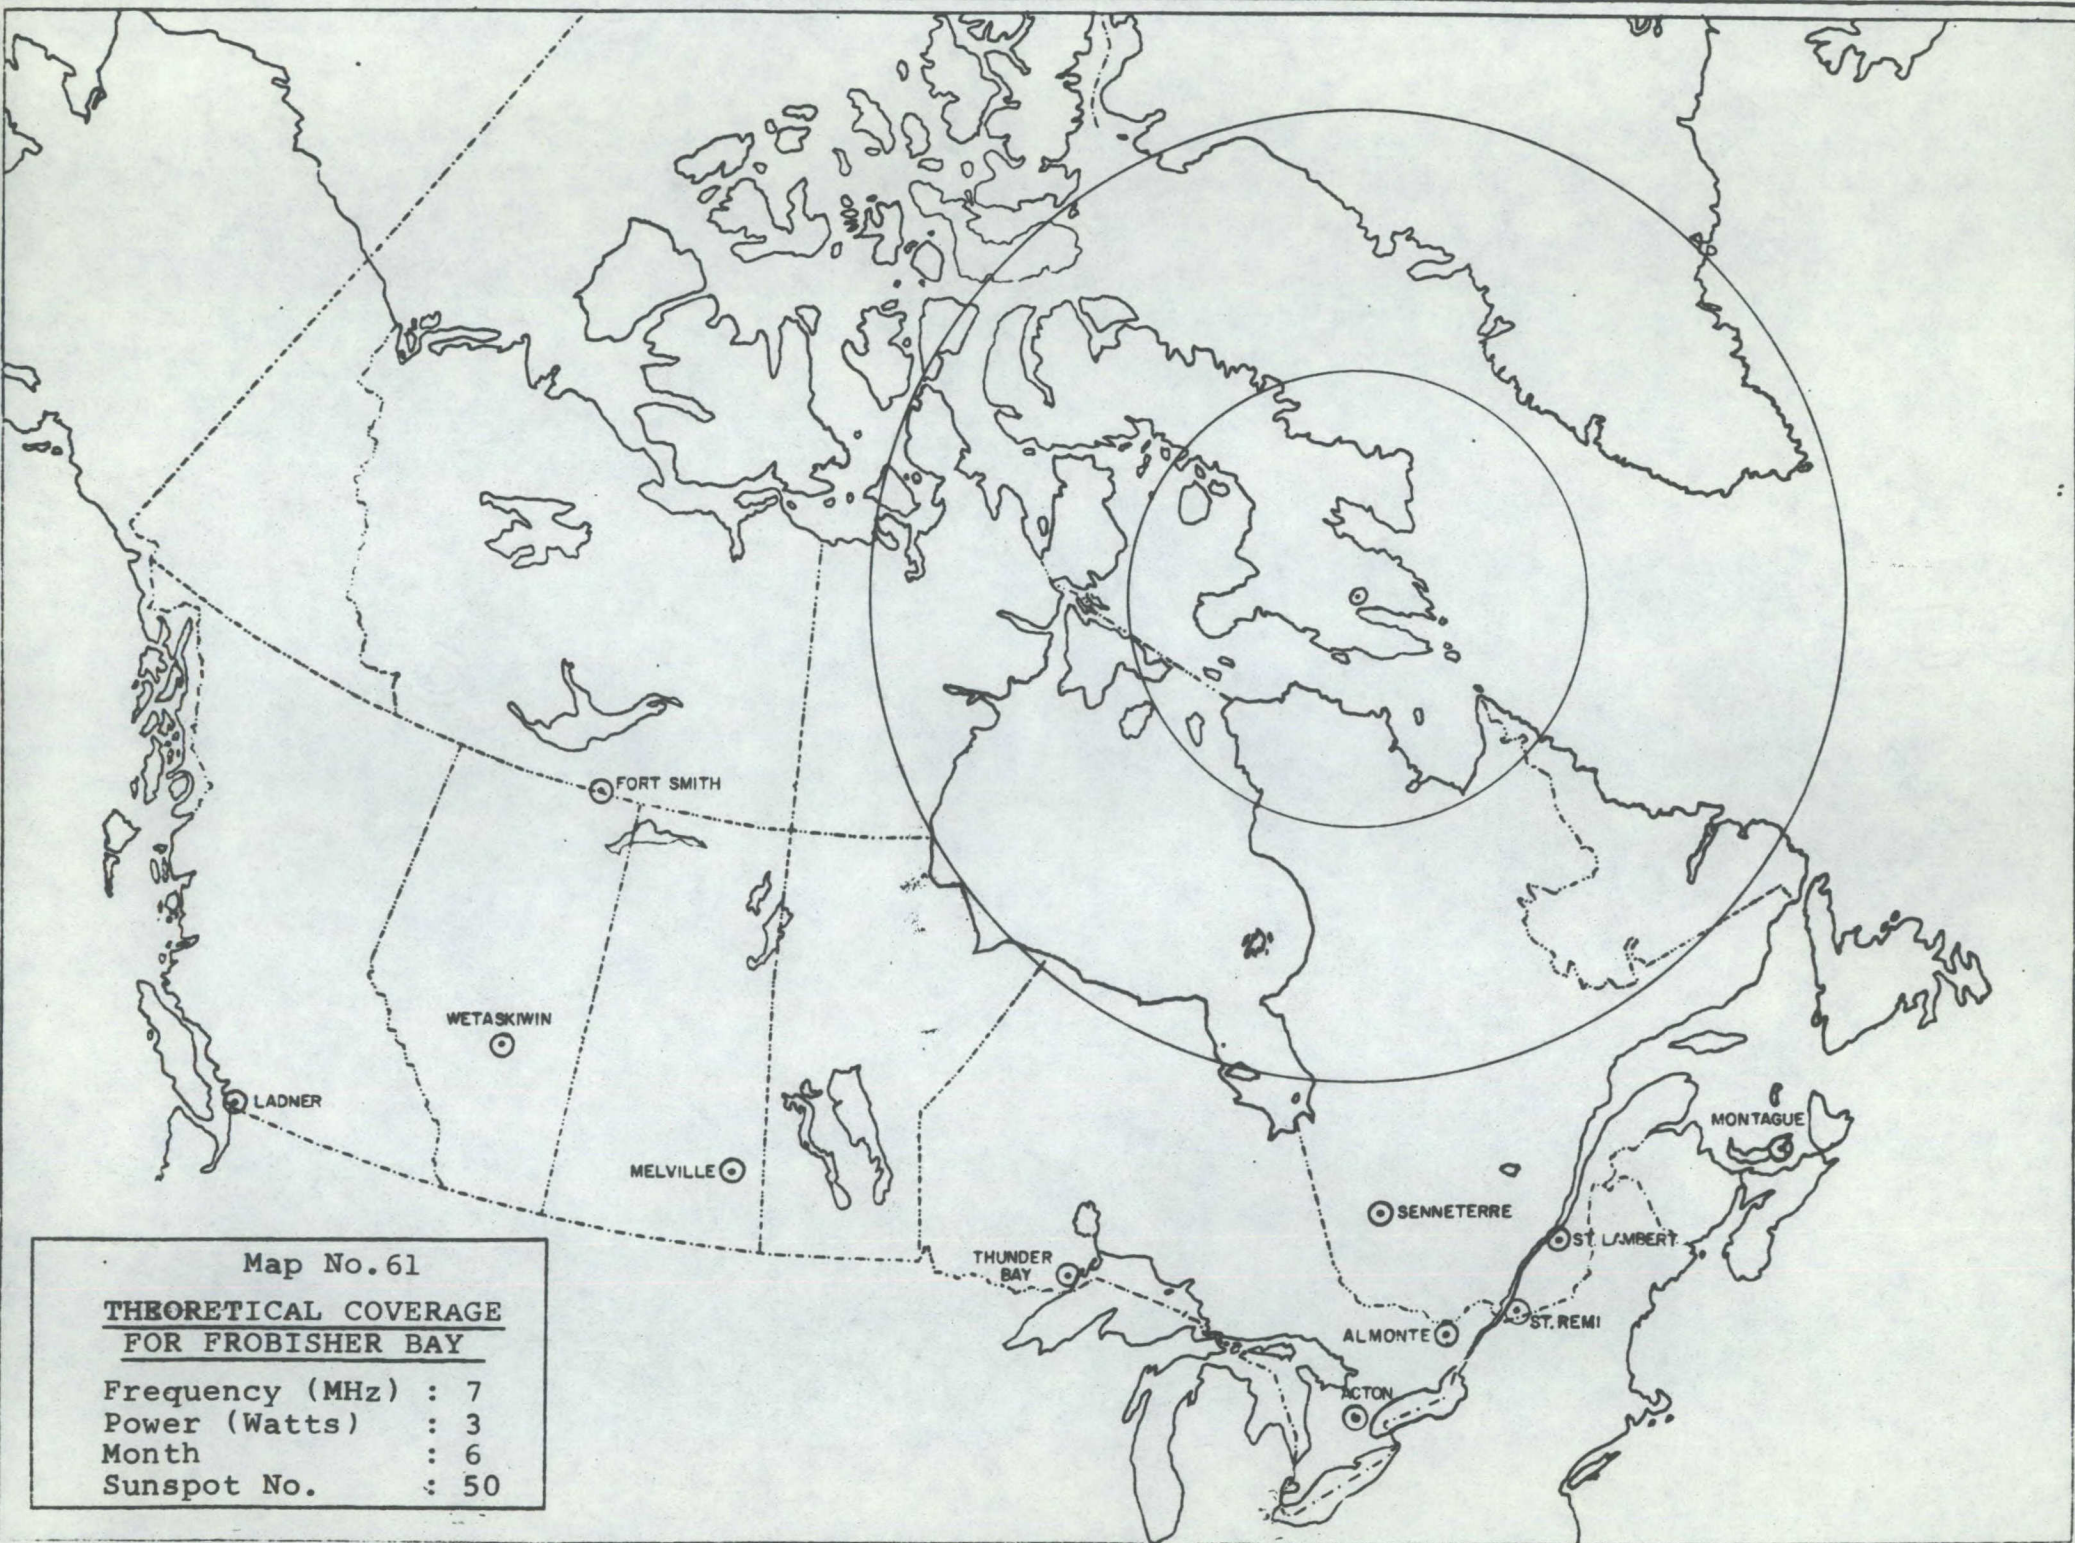 FORT SMITH
WETASKIWIN
LADNER
MELVILLE
MONTAGUE
SENNETERRE
ST. LAMBERT
THUNDER
BAY
ALMONTE
ST. REMI
ACTON
Map No.61
THEORETICAL COVERAGE
FOR FROBISHER BAY
Frequency (MHz) : 7
Power (Watts) : 3
Month : 6
Sunspot No. : 50